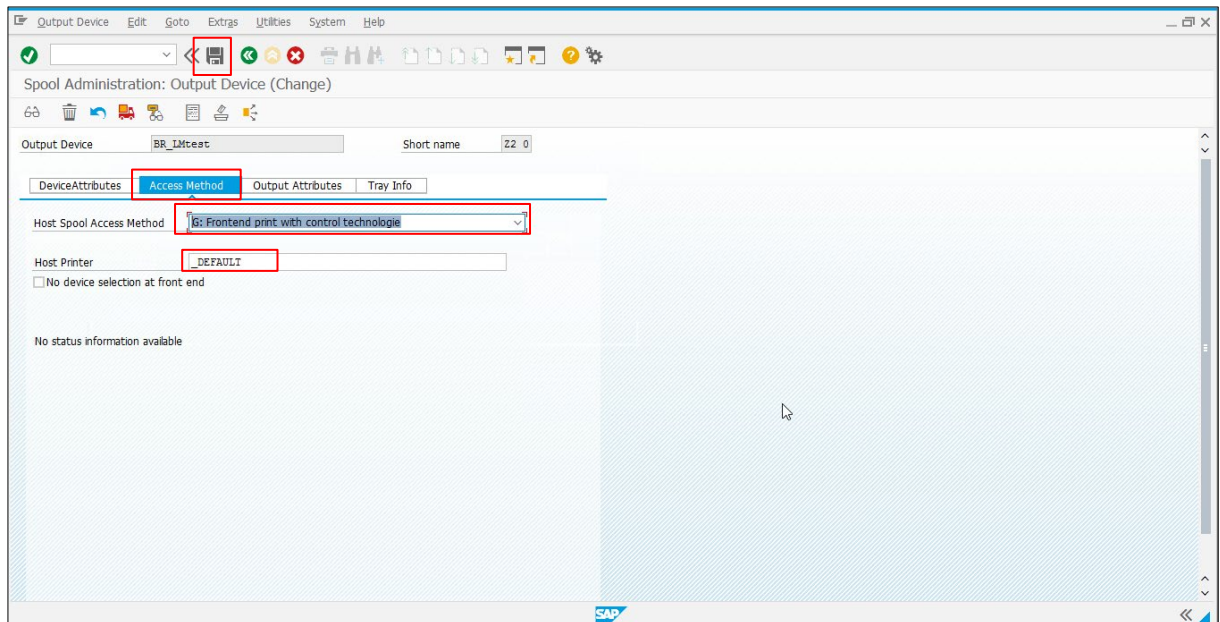 Output Device Edit Goto Extras Utilities System Help
Spool Administration: Output Device (Change)
Output Device BR_LMtest Short name Z2 0
DeviceAttributes Access Method Output Attributes Tray Info
Host Spool Access Method G: Frontend print with control technologie
Host Printer _DEFAULT
No device selection at front end
No status information available
SAP